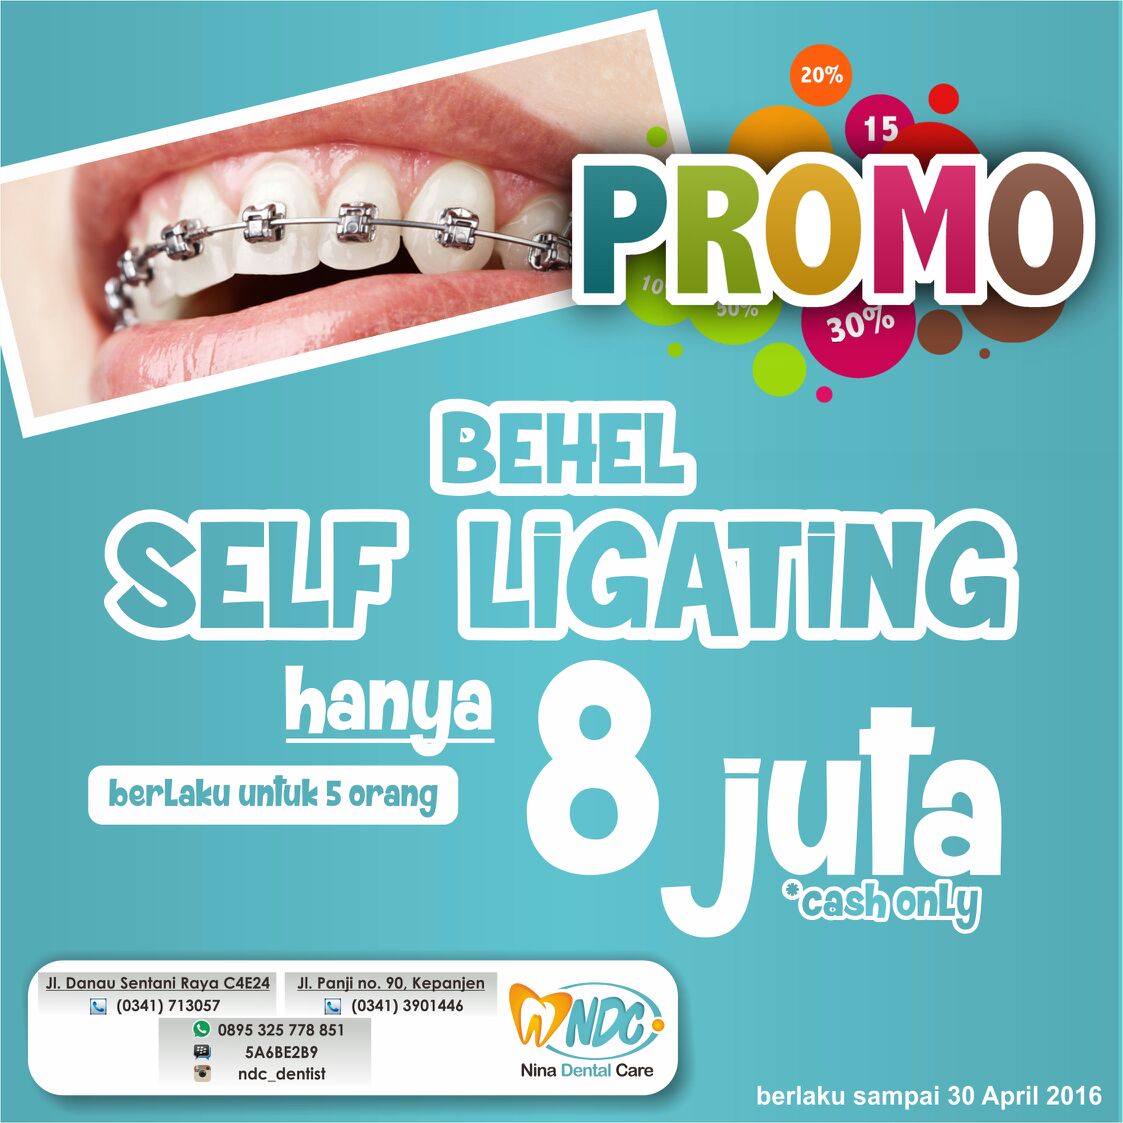 20%
15
PROMO
10%
50%
30%
BEHEL
SELF LiGATiNG
hanya
8 juta
berLaku untuk 5 orang
*cash onLy
Jl. Danau Sentani Raya C4E24
(0341) 713057
Jl. Panji no. 90, Kepanjen
(0341) 3901446
0895 325 778 851
5A6BE2B9
ndc_dentist
NDC
Nina Dental Care
berlaku sampai 30 April 2016